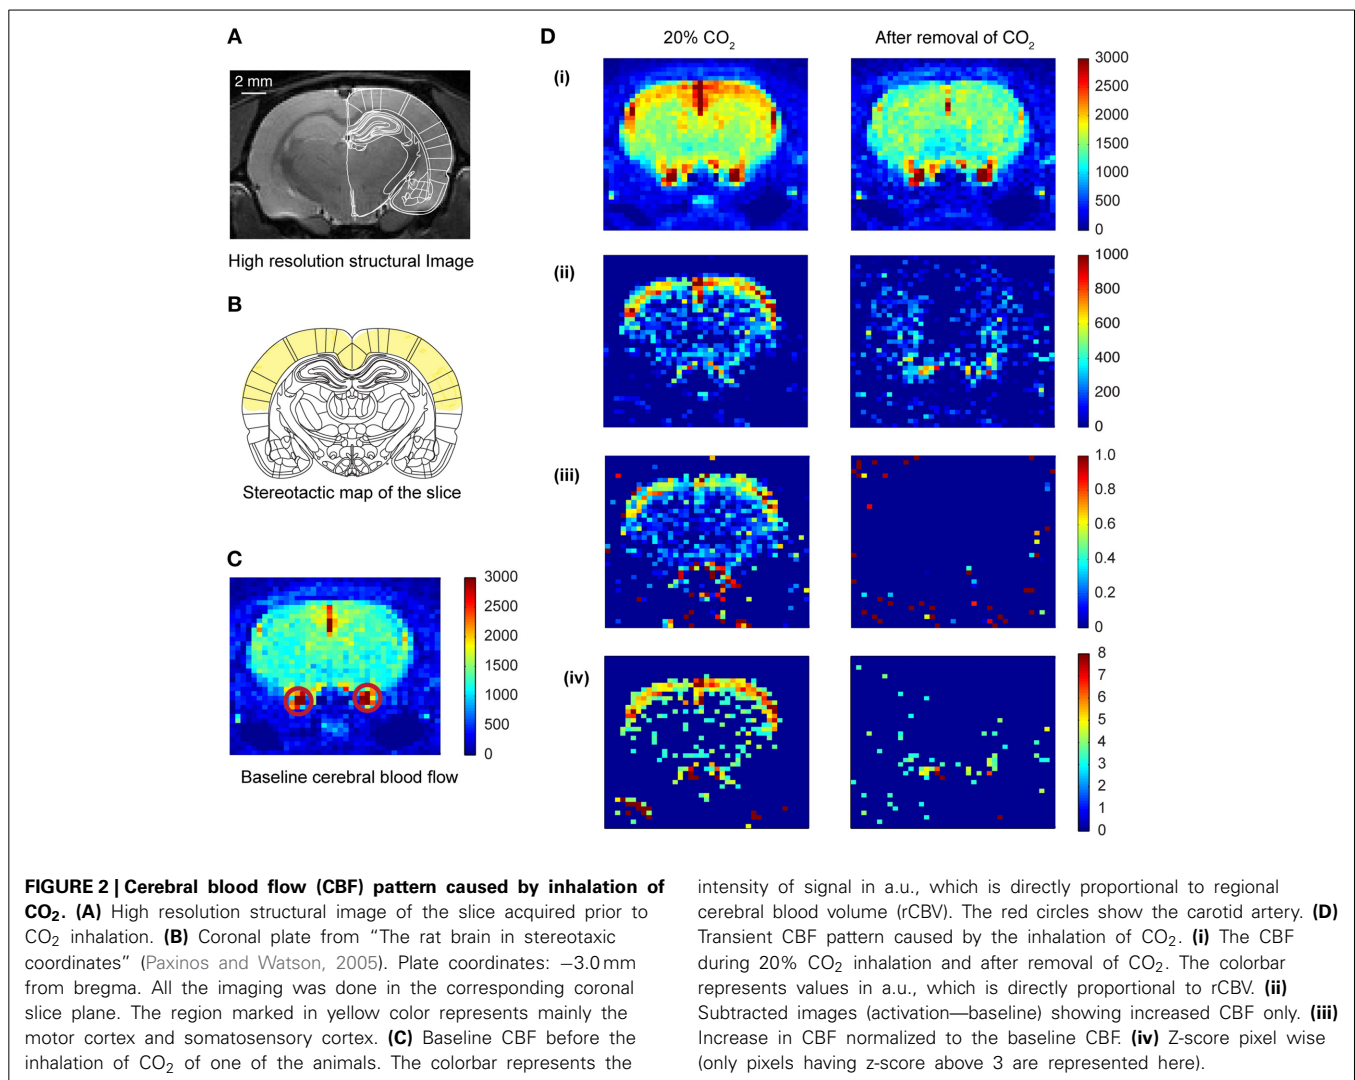 A
2 mm
High resolution structural Image
B
Stereotactic map of the slice
C
3000
2500
2000
1500
1000
500
0
Baseline cerebral blood flow
D
20% CO2
After removal of CO2
(i)
3000
2500
2000
1500
1000
500
0
(ii)
1000
800
600
400
200
0
(iii)
1.0
0.8
0.6
0.4
0.2
0
(iv)
8
7
6
5
4
3
2
1
0
FIGURE 2 | Cerebral blood flow (CBF) pattern caused by inhalation of
CO2. (A) High resolution structural image of the slice acquired prior to
CO2 inhalation. (B) Coronal plate from “The rat brain in stereotaxic
coordinates” (Paxinos and Watson, 2005). Plate coordinates: −3.0 mm
from bregma. All the imaging was done in the corresponding coronal
slice plane. The region marked in yellow color represents mainly the
motor cortex and somatosensory cortex. (C) Baseline CBF before the
inhalation of CO2 of one of the animals. The colorbar represents the
intensity of signal in a.u., which is directly proportional to regional
cerebral blood volume (rCBV). The red circles show the carotid artery. (D)
Transient CBF pattern caused by the inhalation of CO2. (i) The CBF
during 20% CO2 inhalation and after removal of CO2. The colorbar
represents values in a.u., which is directly proportional to rCBV. (ii)
Subtracted images (activation—baseline) showing increased CBF only. (iii)
Increase in CBF normalized to the baseline CBF. (iv) Z-score pixel wise
(only pixels having z-score above 3 are represented here).